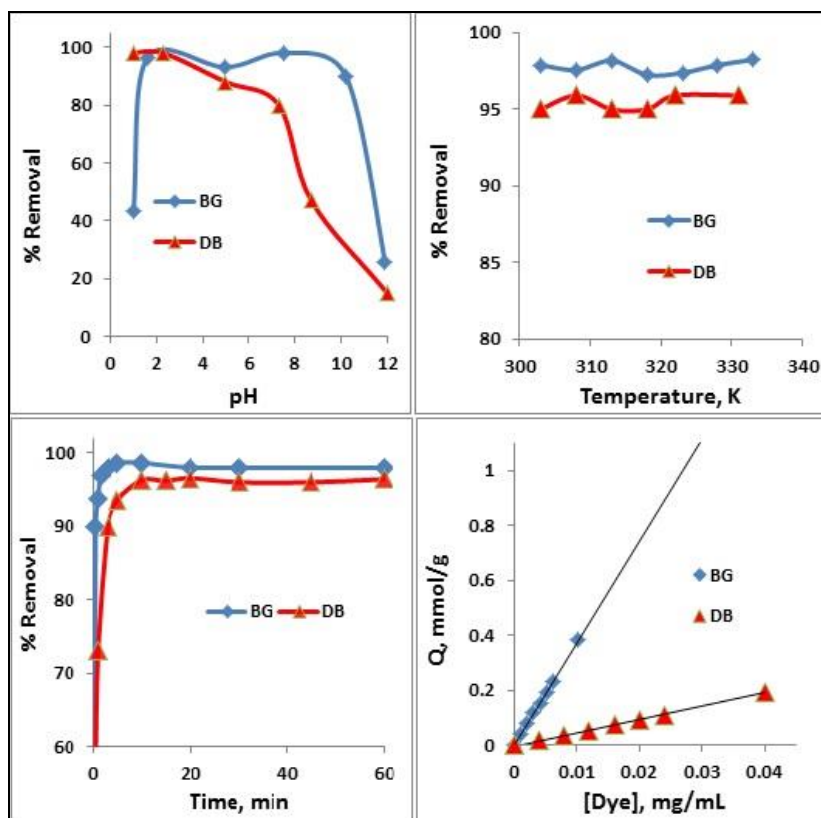 100
80
60
40
20
0
% Removal
BG
DB
0 2 4 6 8 10 12
pH
100
95
90
85
80
% Removal
BG
DB
300 310 320 330 340
Temperature, K
100
90
80
70
60
% Removal
BG DB
0 20 40 60
Time, min
1
0.8
0.6
0.4
0.2
0
Q, mmol/g
BG
DB
0 0.01 0.02 0.03 0.04
[Dye], mg/mL